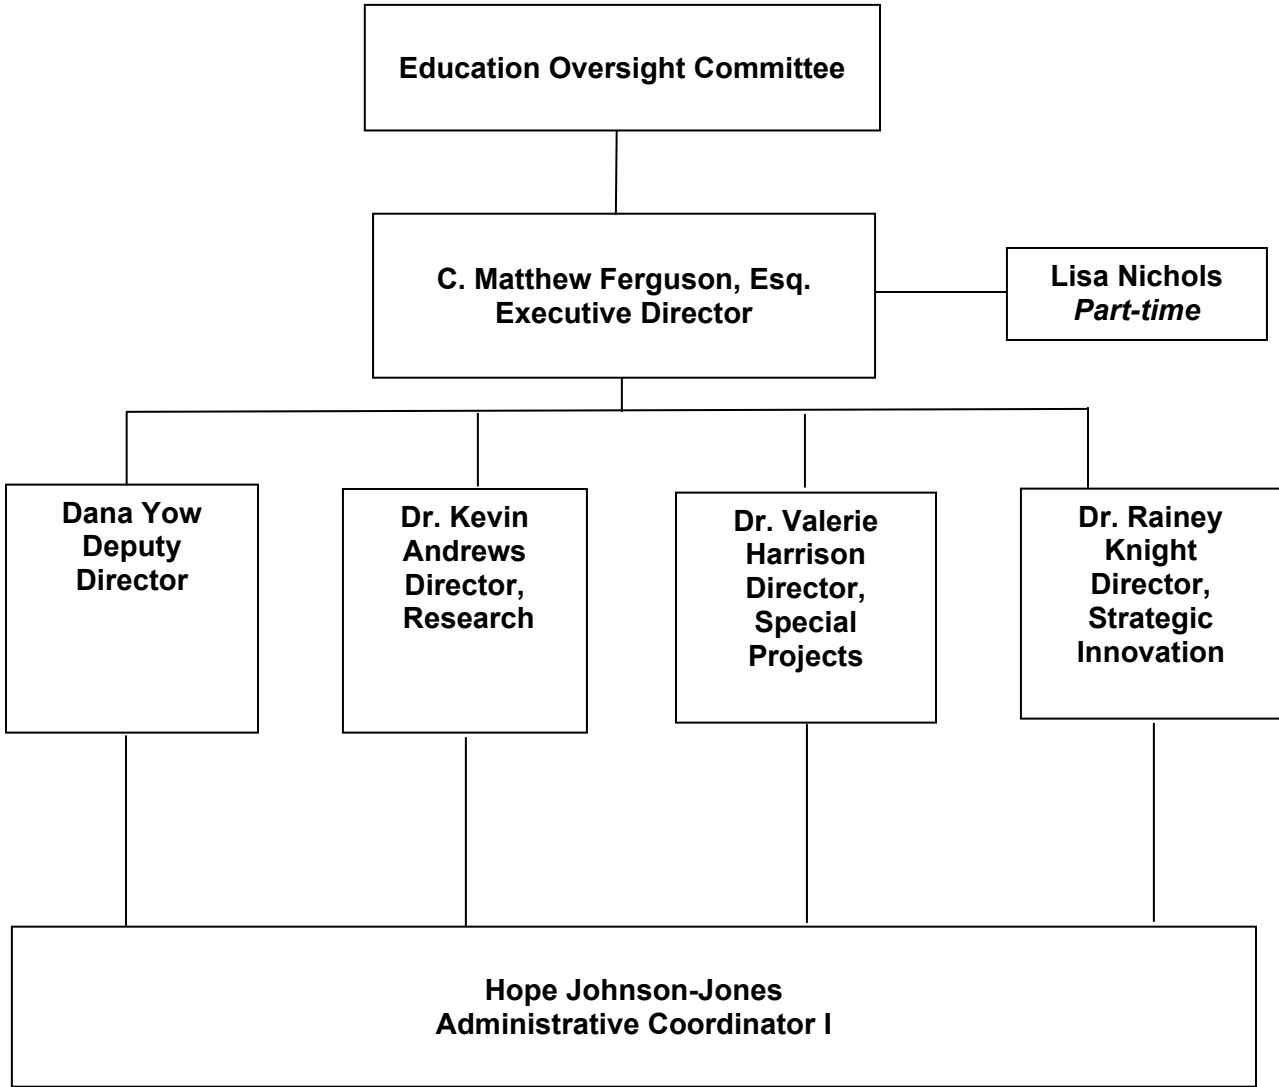 Education Oversight Committee
C. Matthew Ferguson, Esq.
Executive Director
Lisa Nichols
Part-time
Dana Yow
Deputy
Director
Dr. Kevin
Andrews
Director,
Research
Dr. Valerie
Harrison
Director,
Special
Projects
Dr. Rainey
Knight
Director,
Strategic
Innovation
Hope Johnson-Jones
Administrative Coordinator I